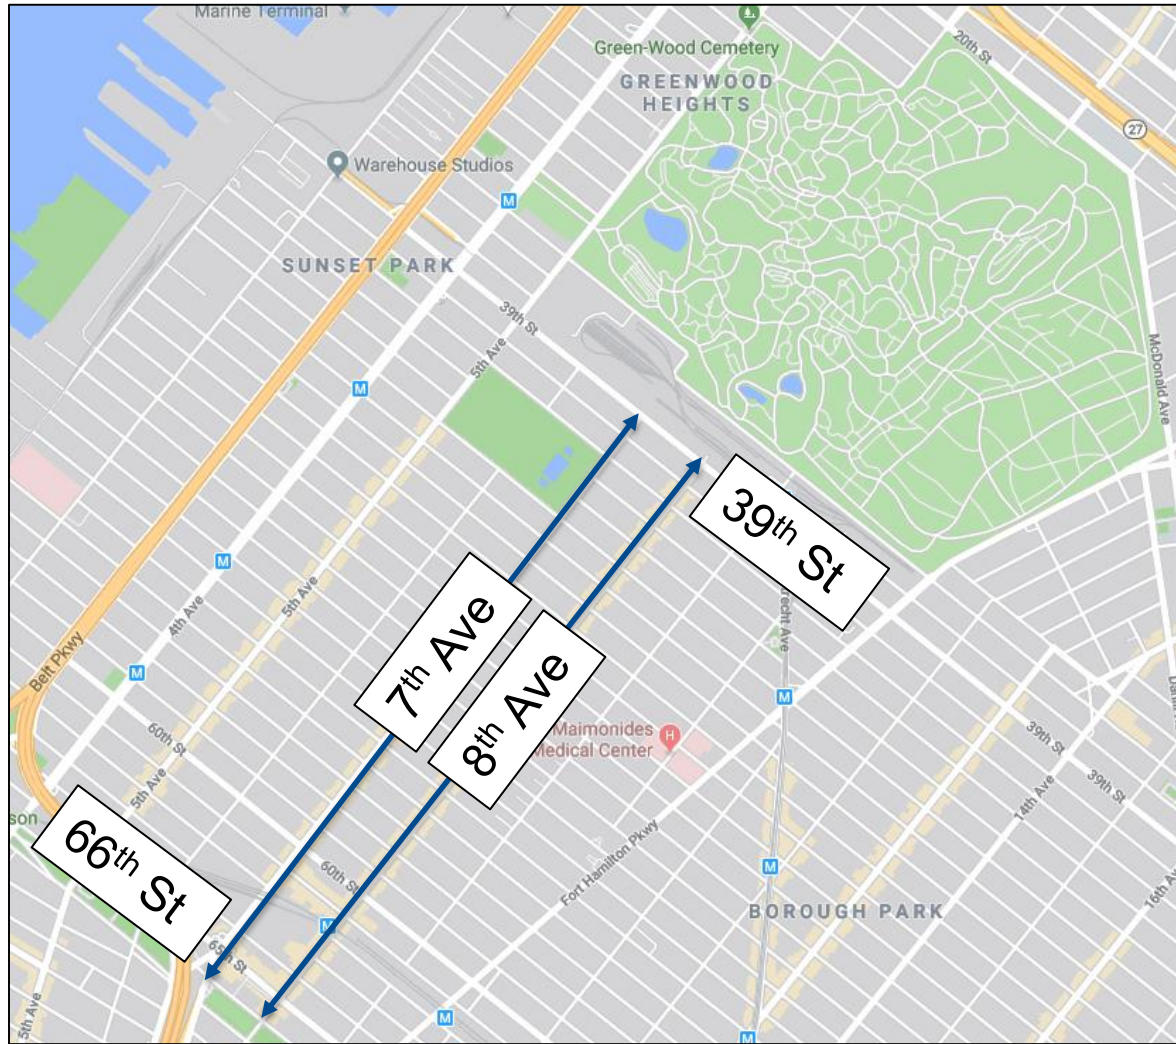 Marine Terminal
Green-Wood Cemetery
GREENWOOD
HEIGHTS
20th St
27
Warehouse Studios
M
SUNSET PARK
39th St
5th Ave
McDonald Ave
M
39th St
7th Ave
8th Ave
M
4th Ave
5th Ave
Belt Pkwy
M
M
Maimonides
Medical Center
H
39th St
14th Ave
39th St
60th St
5th Ave
son
66th St
60th St
Fort Hamilton Pkwy
M
BOROUGH PARK
16th Ave
M
65th St
5th Ave
M
M